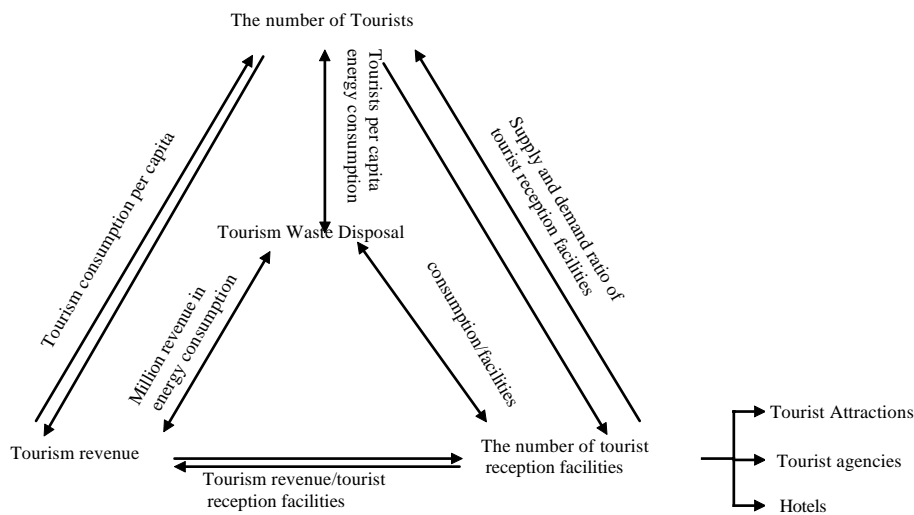 The number of Tourists
Tourists per capita
energy consumption
Supply and demand ratio of
tourist reception facilities
Tourism consumption per capita
Tourism Waste Disposal
Million revenue in
energy consumption
consumption/facilities
Tourism revenue
The number of tourist
reception facilities
Tourism revenue/tourist
reception facilities
Tourist Attractions
Tourist agencies
Hotels